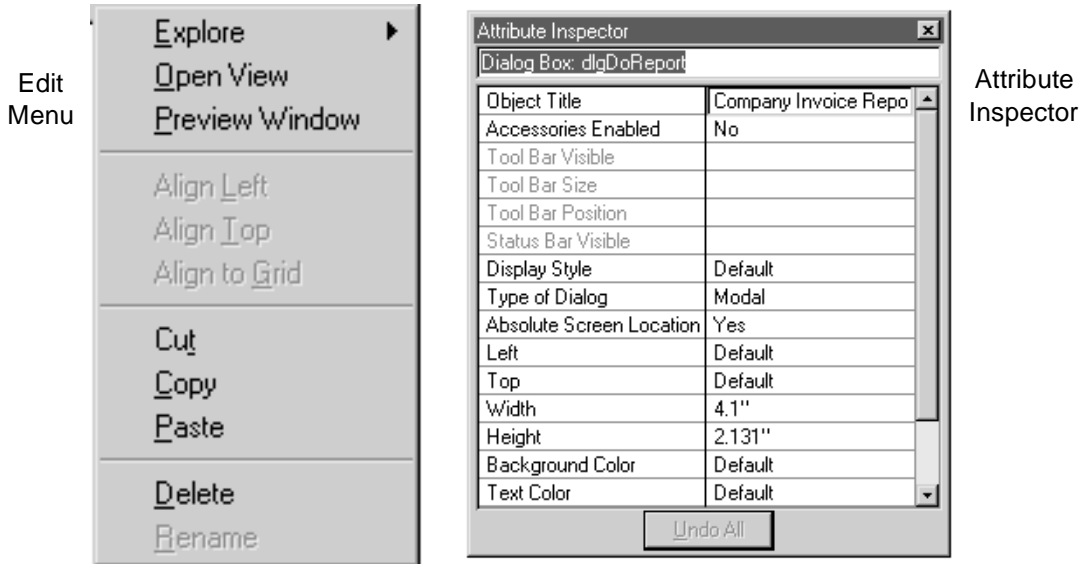 Edit
Menu
Explore
Open View
Preview Window
Align Left
Align Top
Align to Grid
Cut
Copy
Paste
Delete
Rename
Attribute Inspector
Dialog Box: dlgDoReport
Object Title Company Invoice Repo
Accessories Enabled No
Tool Bar Visible
Tool Bar Size
Tool Bar Position
Status Bar Visible
Display Style Default
Type of Dialog Modal
Absolute Screen Location Yes
Left Default
Top Default
Width 4.1"
Height 2.131"
Background Color Default
Text Color Default
Undo All
Attribute
Inspector